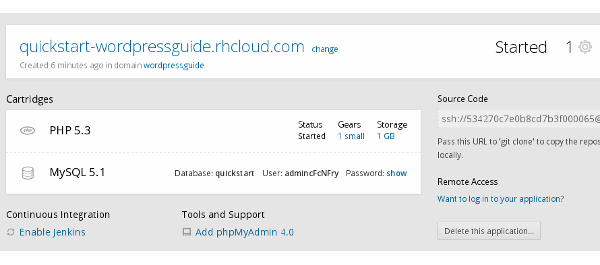 quickstart-wordpressguide.rhcloud.com change
Started 1
Created 6 minutes ago in domain wordpressguide
Cartridges
PHP 5.3
Status Gears Storage
Started 1 small 1 GB
MySQL 5.1
Database: quickstart User: admincFcNFry Password: show
Continuous Integration
Enable Jenkins
Tools and Support
Add phpMyAdmin 4.0
Source Code
ssh://534270c7e0b8cd7b3f000065@
Pass this URL to 'git clone' to copy the repos
locally.
Remote Access
Want to log in to your application?
Delete this application...